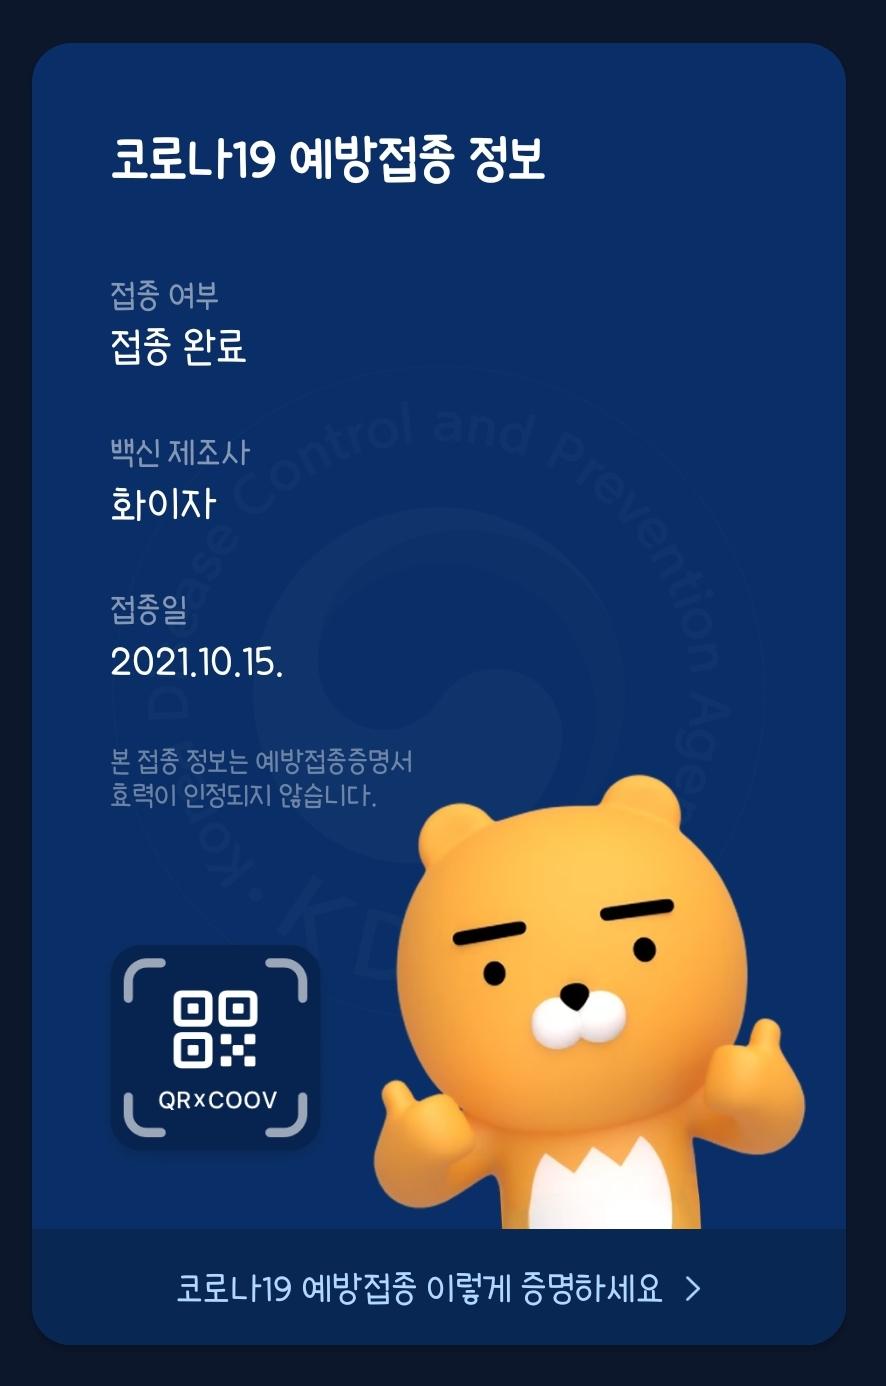 코로나19 예방접종 정보
접종 여부
접종 완료
백신 제조사
화이자
접종일
2021.10.15.
본 접종 정보는 예방접종증명서
효력이 인정되지 않습니다.
Disease Control and Prevention Agen
Kor
KD
QR×COOV
코로나19 예방접종 이렇게 증명하세요 >